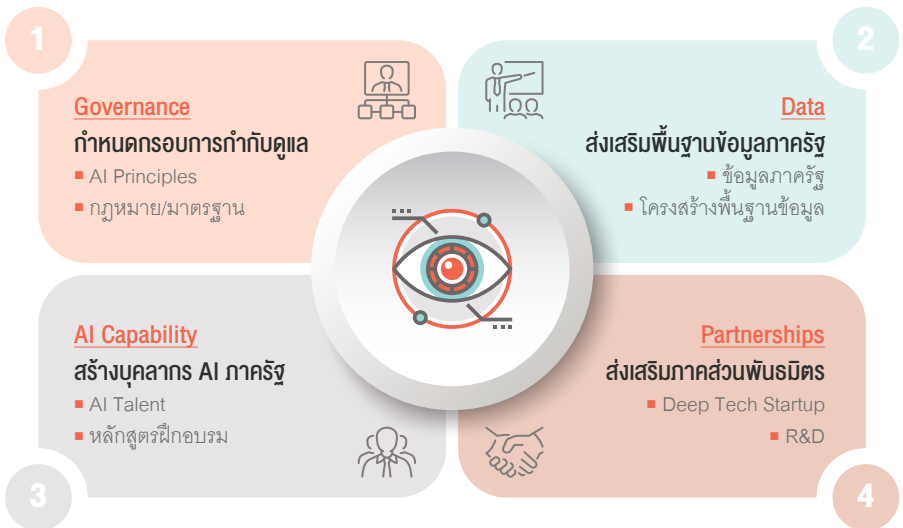 1
Governance
กำหนดกรอบการกำกับดูแล
▪ AI Principles
▪ กฎหมาย/มาตรฐาน
2
Data
ส่งเสริมพื้นฐานข้อมูลภาครัฐ
▪ ข้อมูลภาครัฐ
▪ โครงสร้างพื้นฐานข้อมูล
3
AI Capability
สร้างบุคลากร AI ภาครัฐ
▪ AI Talent
▪ หลักสูตรฝึกอบรม
4
Partnerships
ส่งเสริมภาคส่วนพันธมิตร
▪ Deep Tech Startup
▪ R&D